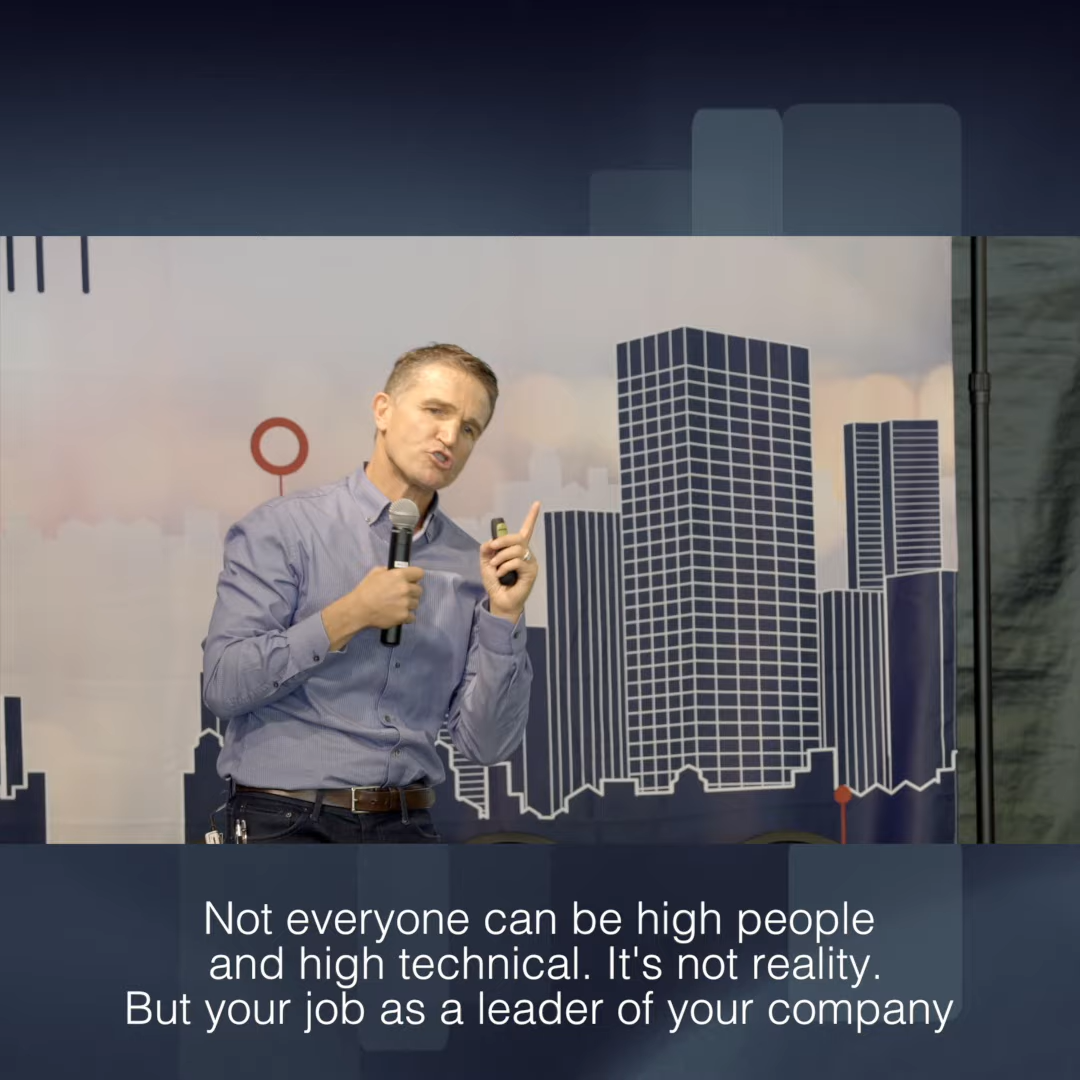 Not everyone can be high people
and high technical. It's not reality.
But your job as a leader of your company